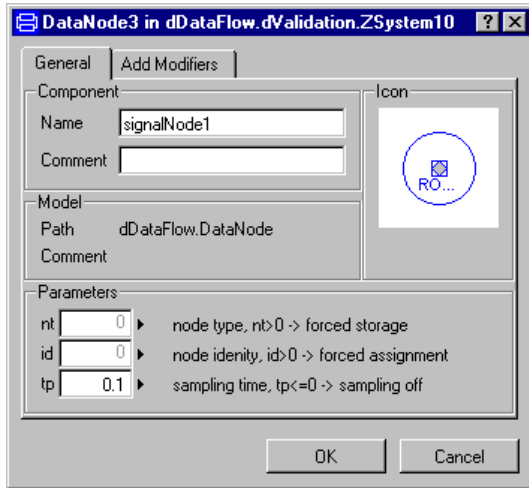 DataNode3 in dDataFlow.dValidation.ZSystem10
General Add Modifiers
Component
Name signalNode1
Comment
Icon
RO...
Model
Path dDataFlow.DataNode
Comment
Parameters
nt 0 node type, nt>0 -> forced storage
id 0 node idenity, id>0 -> forced assignment
tp 0.1 sampling time, tp<=0 -> sampling off
OK Cancel